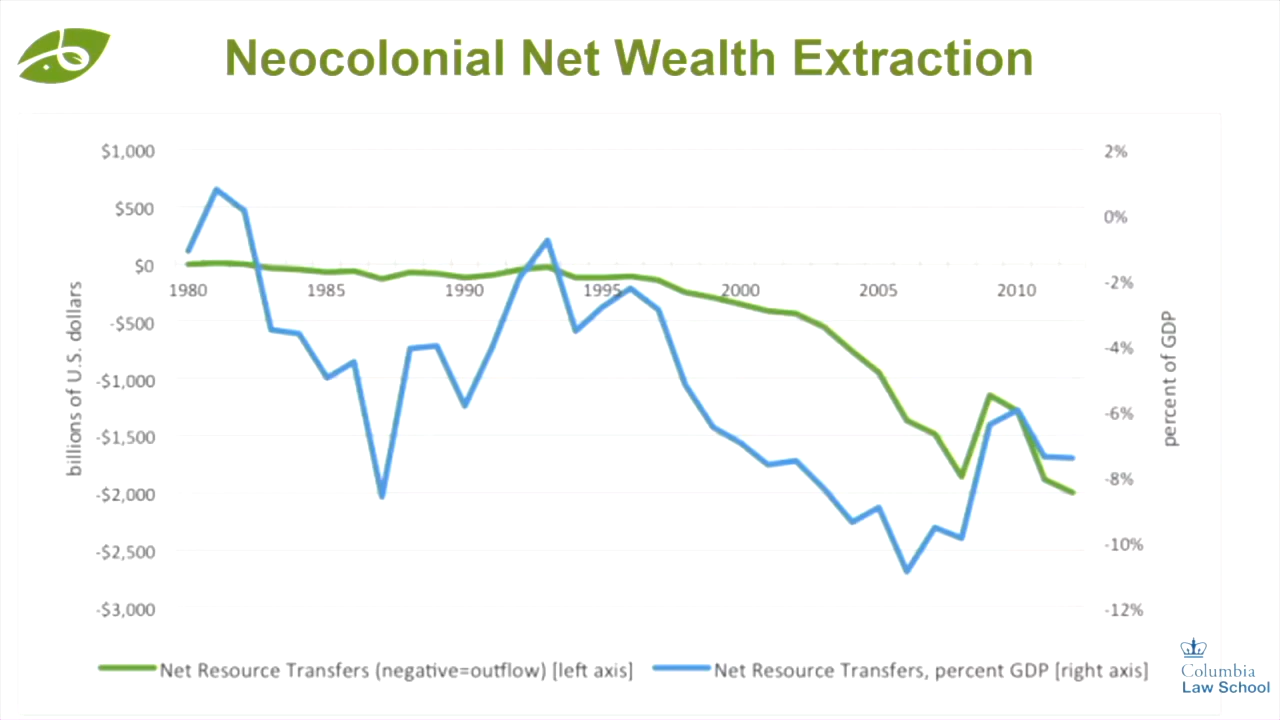 Neocolonial Net Wealth Extraction
$1,000
$500
$0
-$500
-$1,000
-$1,500
-$2,000
-$2,500
-$3,000
billions of U.S. dollars
1980 1985 1990 1995 2000 2005 2010
2%
0%
-2%
-4%
-6%
-8%
-10%
-12%
percent of GDP
Net Resource Transfers (negative=outflow) [left axis]
Net Resource Transfers, percent GDP [right axis]
Columbia
Law School